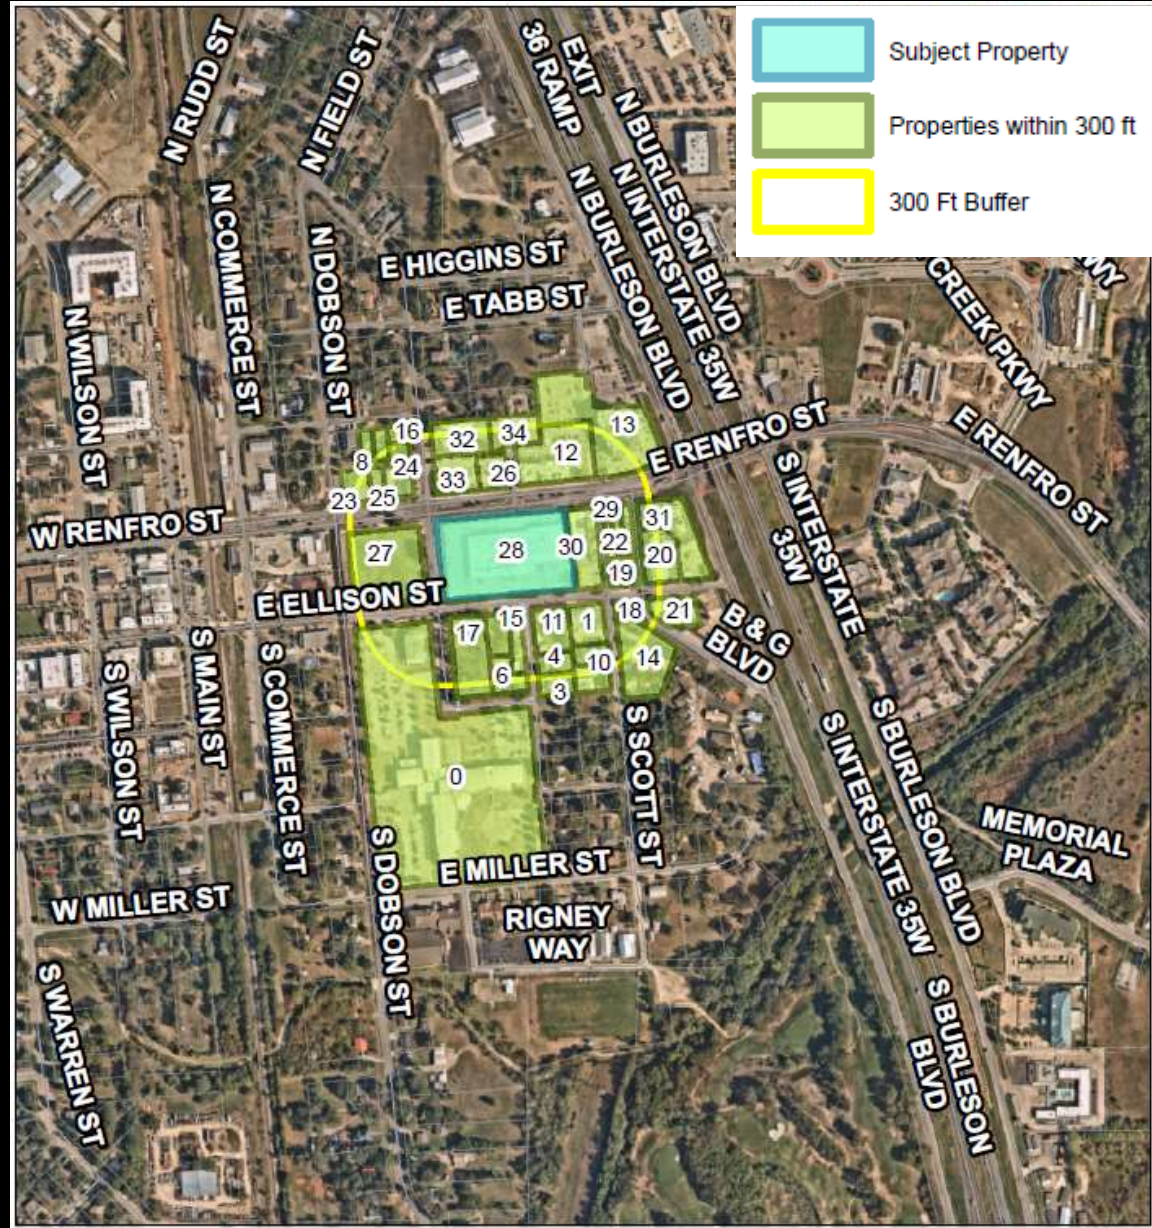 Subject Property
Properties within 300 ft
300 Ft Buffer
N RUDD ST
N FIELD ST
EXIT
36 RAMP
N BURLESON BLVD
N INTERSTATE 35W
N BURLESON BLVD
N COMMERCE ST
N DOBSON ST
E HIGGINS ST
E TABB ST
CREEK PKWY
N WILSON ST
E RENFRO ST
E RENFRO ST
W RENFRO ST
E ELLISON ST
S INTERSTATE
35W
B & G
BLVD
S WILSON ST
S MAIN ST
S COMMERCE ST
S DOBSON ST
S SCOTT ST
S INTERSTATE 35W
S BURLESON BLVD
MEMORIAL
PLAZA
E MILLER ST
W MILLER ST
RIGNEY
WAY
S WARREN ST
S BURLESON
BLVD
16
32
34
13
8
24
33
26
12
23
25
29
31
27
28
30
22
20
19
17
15
11
1
18
21
6
4
10
14
3
0